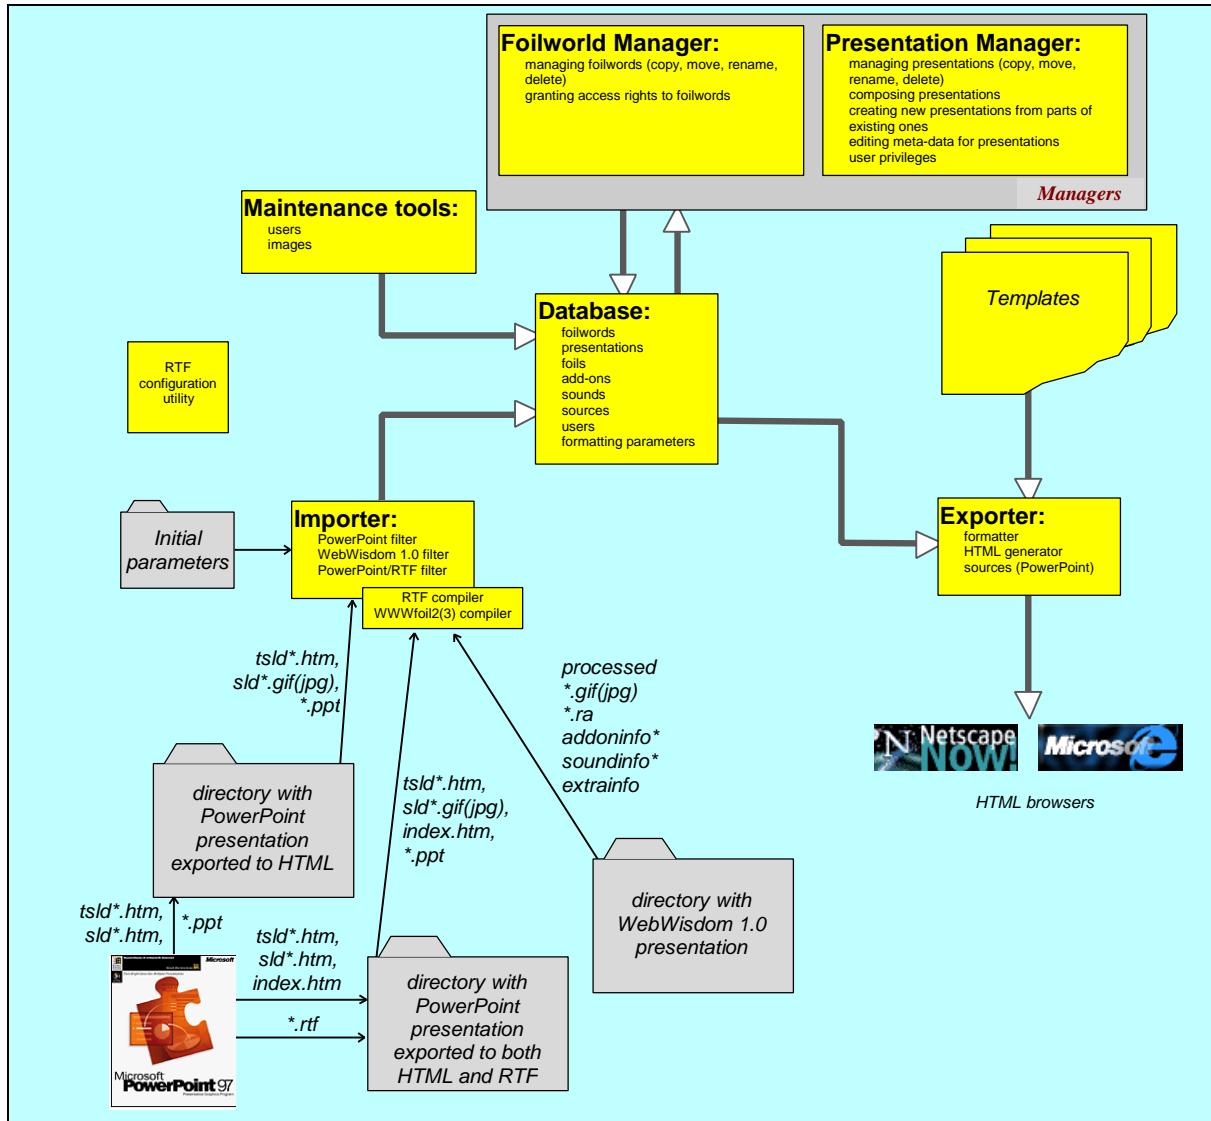 Foilworld Manager:
managing foilwords (copy, move, rename,
delete)
granting access rights to foilwords
Presentation Manager:
managing presentations (copy, move,
rename, delete)
composing presentations
creating new presentations from parts of
existing ones
editing meta-data for presentations
user privileges
Managers
Maintenance tools:
users
images
Templates
Database:
foilwords
presentations
foils
add-ons
sounds
sources
users
formatting parameters
RTF
configuration
utility
Initial
parameters
Importer:
PowerPoint filter
WebWisdom 1.0 filter
PowerPoint/RTF filter
RTF compiler
WWWfoil2(3) compiler
Exporter:
formatter
HTML generator
sources (PowerPoint)
tsld*.htm,
sld*.gif(jpg),
*.ppt
processed
*.gif(jpg)
*.ra
addoninfo*
soundinfo*
extrainfo
N Netscape
Now!
Microsoft
HTML browsers
directory with
PowerPoint
presentation
exported to HTML
tsld*.htm,
sld*.gif(jpg),
index.htm,
*.ppt
directory with
WebWisdom 1.0
presentation
tsld*.htm,
sld*.htm,
*.ppt
tsld*.htm,
sld*.htm,
index.htm
*.rtf
directory with
PowerPoint
presentation
exported to both
HTML and RTF
Microsoft
Microsoft
PowerPoint 97
Presentation Graphics Program